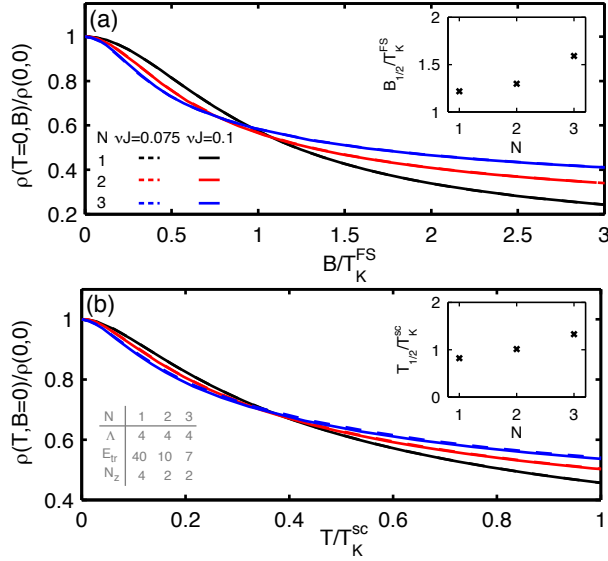 (a)
ρ(T=0,B)/ρ(0,0)
1
0.8
0.6
0.4
0.2
N νJ=0.075 νJ=0.1
1
2
3
0 0.5 1 1.5 2 2.5 3
B/T_K^FS
B_1/2/T_K^FS
2
1.5
1
1 2 3
N
(b)
ρ(T,B=0)/ρ(0,0)
1
0.8
0.6
0.4
N 1 2 3
Λ 4 4 4
E_tr 40 10 7
N_z 4 2 2
0 0.2 0.4 0.6 0.8 1
T/T_K^sc
T_1/2/T_K^sc
2
1
0
1 2 3
N